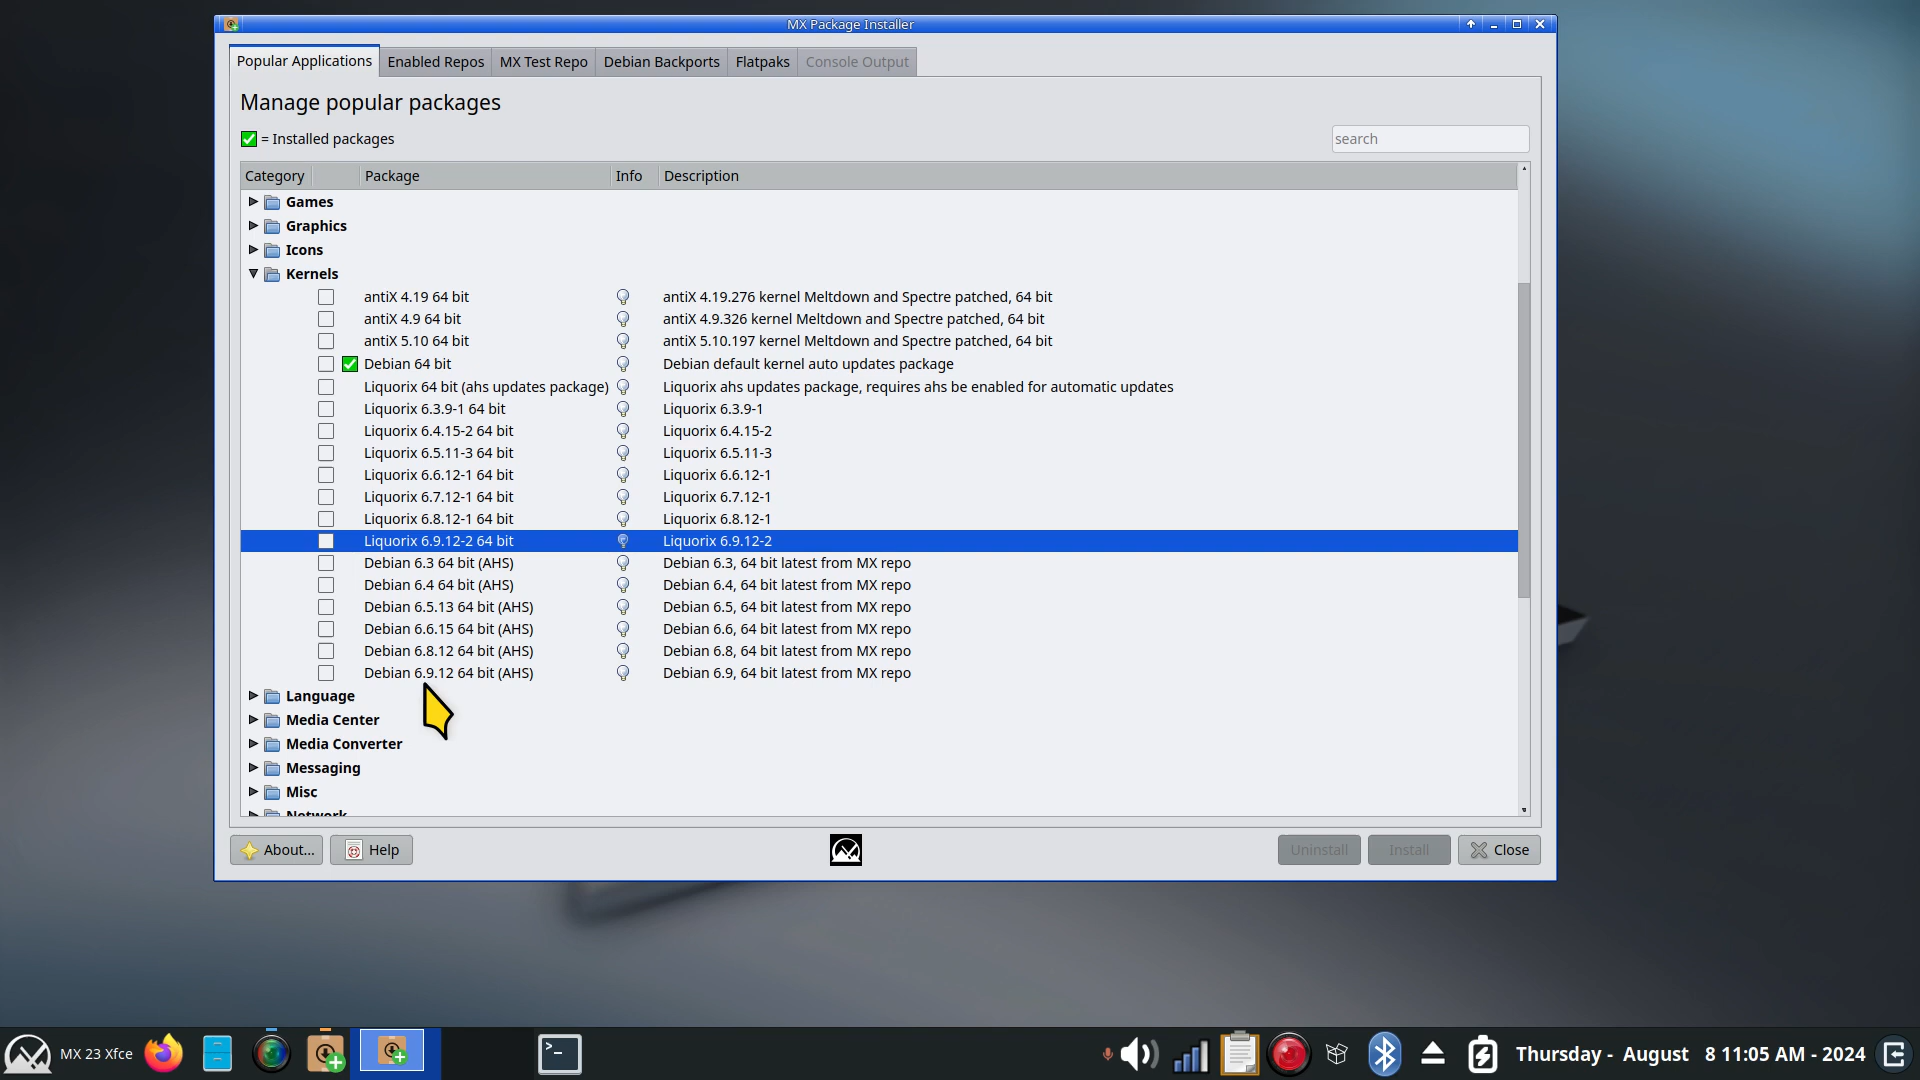 MX Package Installer
Popular Applications Enabled Repos MX Test Repo Debian Backports Flatpaks Console Output
Manage popular packages
= Installed packages search
Category Package Info Description
Games
Graphics
Icons
Kernels
antiX 4.19 64 bit antiX 4.19.276 kernel Meltdown and Spectre patched, 64 bit
antiX 4.9 64 bit antiX 4.9.326 kernel Meltdown and Spectre patched, 64 bit
antiX 5.10 64 bit antiX 5.10.197 kernel Meltdown and Spectre patched, 64 bit
Debian 64 bit Debian default kernel auto updates package
Liquorix 64 bit (ahs updates package) Liquorix ahs updates package, requires ahs be enabled for automatic updates
Liquorix 6.3.9-1 64 bit Liquorix 6.3.9-1
Liquorix 6.4.15-2 64 bit Liquorix 6.4.15-2
Liquorix 6.5.11-3 64 bit Liquorix 6.5.11-3
Liquorix 6.6.12-1 64 bit Liquorix 6.6.12-1
Liquorix 6.7.12-1 64 bit Liquorix 6.7.12-1
Liquorix 6.8.12-1 64 bit Liquorix 6.8.12-1
Liquorix 6.9.12-2 64 bit Liquorix 6.9.12-2
Debian 6.3 64 bit (AHS) Debian 6.3, 64 bit latest from MX repo
Debian 6.4 64 bit (AHS) Debian 6.4, 64 bit latest from MX repo
Debian 6.5.13 64 bit (AHS) Debian 6.5, 64 bit latest from MX repo
Debian 6.6.15 64 bit (AHS) Debian 6.6, 64 bit latest from MX repo
Debian 6.8.12 64 bit (AHS) Debian 6.8, 64 bit latest from MX repo
Debian 6.9.12 64 bit (AHS) Debian 6.9, 64 bit latest from MX repo
Language
Media Center
Media Converter
Messaging
Misc
Network
About... Help Uninstall Install Close
MX 23 Xfce Thursday - August 8 11:05 AM - 2024